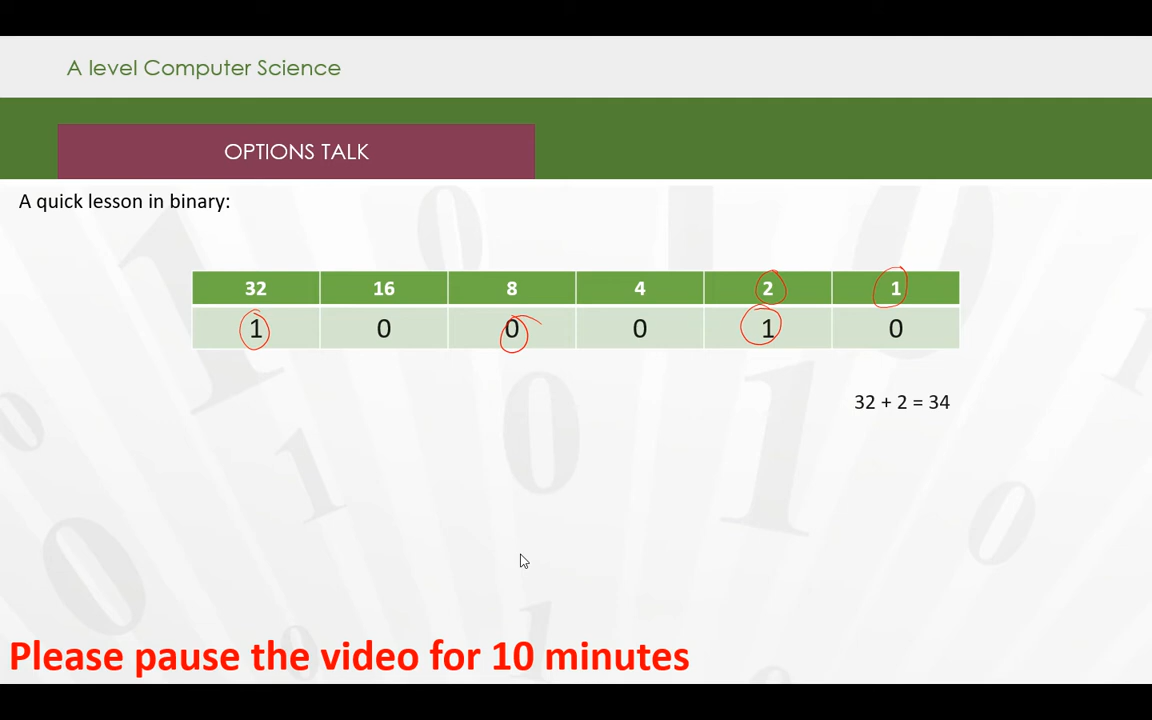 A level Computer Science
OPTIONS TALK
A quick lesson in binary:
32 16 8 4 2 1
1 0 0 0 1 0
32 + 2 = 34
Please pause the video for 10 minutes